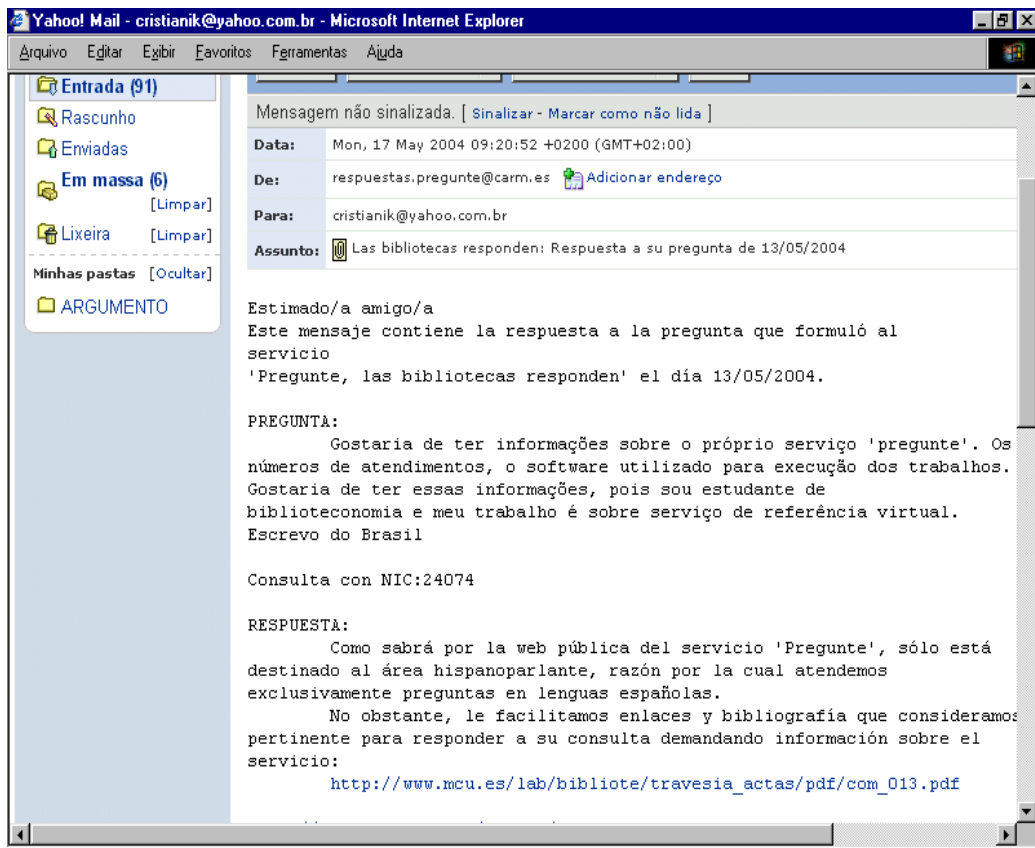 Yahoo! Mail - cristianik@yahoo.com.br - Microsoft Internet Explorer
Arquivo Editar Exibir Favoritos Ferramentas Ajuda
Entrada (91)
Rascunho
Enviadas
Em massa (6)
[Limpar]
Lixeira [Limpar]
Minhas pastas [Ocultar]
ARGUMENTO
Mensagem não sinalizada. [ Sinalizar - Marcar como não lida ]
Data: Mon, 17 May 2004 09:20:52 +0200 (GMT+02:00)
De: respuestas.pregunte@carm.es Adicionar endereço
Para: cristianik@yahoo.com.br
Assunto: Las bibliotecas responden: Respuesta a su pregunta de 13/05/2004
Estimado/a amigo/a
Este mensaje contiene la respuesta a la pregunta que formuló al
servicio
'Pregunte, las bibliotecas responden' el día 13/05/2004.
PREGUNTA:
Gostaria de ter informações sobre o próprio serviço 'pregunte'. Os
números de atendimentos, o software utilizado para execução dos trabalhos.
Gostaria de ter essas informações, pois sou estudante de
biblioteconomia e meu trabalho é sobre serviço de referência virtual.
Escrevo do Brasil
Consulta con NIC:24074
RESPUESTA:
Como sabrá por la web pública del servicio 'Pregunte', sólo está
destinado al área hispanoparlante, razón por la cual atendemos
exclusivamente preguntas en lenguas españolas.
No obstante, le facilitamos enlaces y bibliografía que consideramos
pertinente para responder a su consulta demandando información sobre el
servicio:
http://www.mcu.es/lab/bibliote/travesia_actas/pdf/com_013.pdf